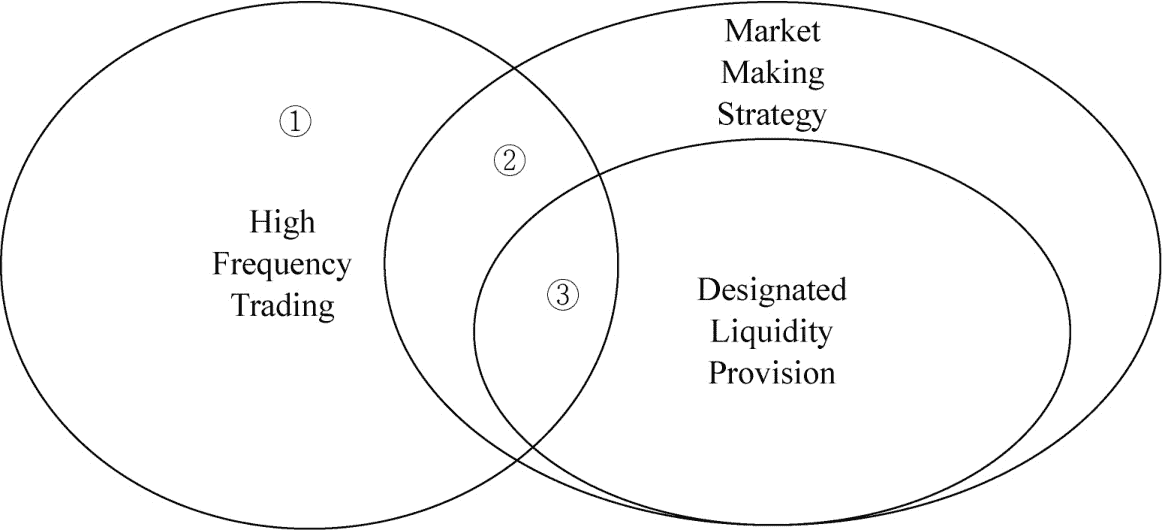 Market
Making
Strategy
①
②
High
Frequency
Trading
③
Designated
Liquidity
Provision